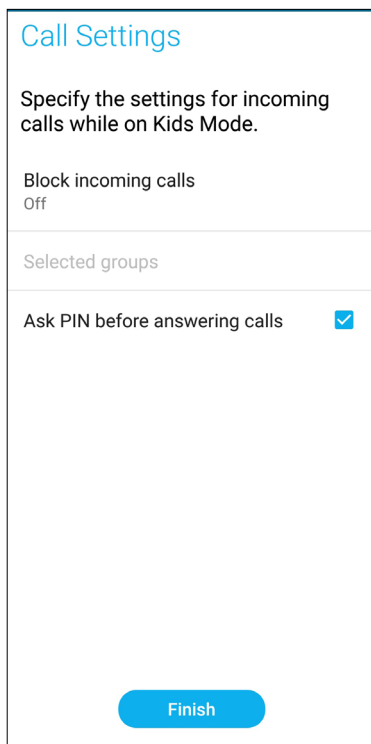 Call Settings
Specify the settings for incoming
calls while on Kids Mode.
Block incoming calls
Off
Selected groups
Ask PIN before answering calls
Finish